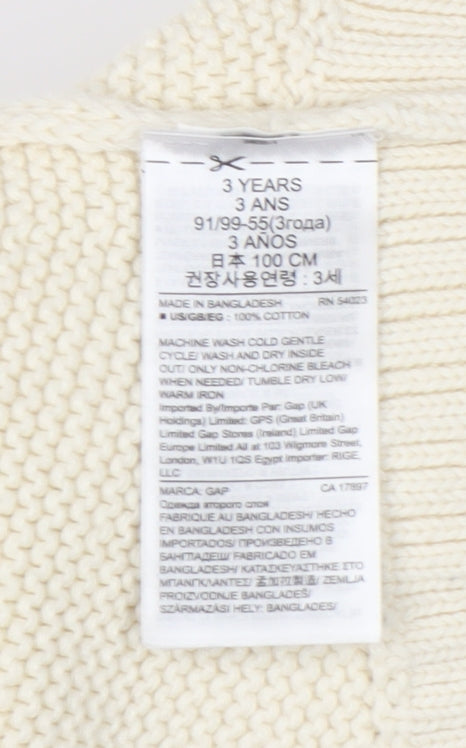 3 YEARS
3 ANS
91/99-55(3года)
3 AÑOS
日本 100 CM
권장사용연령 : 3세
MADE IN BANGLADESH RN 54023
■ US/GB/EG : 100% COTTON
MACHINE WASH COLD GENTLE
CYCLE/ WASH AND DRY INSIDE
OUT/ ONLY NON-CHLORINE BLEACH
WHEN NEEDED/ TUMBLE DRY LOW/
WARM IRON
Imported By/Importe Par: Gap (UK
Holdings) Limited: GPS (Great Britain)
Limited Gap Stores (Ireland) Limited Gap
Europe Limited All at 103 Wigmore Street,
London, W1U 1QS Egypt Importer: RIGE,
LLC
MARCA: GAP CA 17897
Одежда второго слоя
FABRIQUE AU BANGLADESH/ HECHO
EN BANGLADESH CON INSUMOS
IMPORTADOS/ ПРОИЗВЕДЕНО В
БАНГЛАДЕШ/ FABRICADO EM
BANGLADESH/ ΚΑΤΑΣΚΕΥΑΣΤΗΚΕ ΣΤΟ
ΜΠΑΝΓΚΛΑΝΤΕΣ/ 孟加拉製造/ ZEMLJA
PROIZVODNJE BANGLADEŠ/
SZÁRMAZÁSI HELY: BANGLADES/